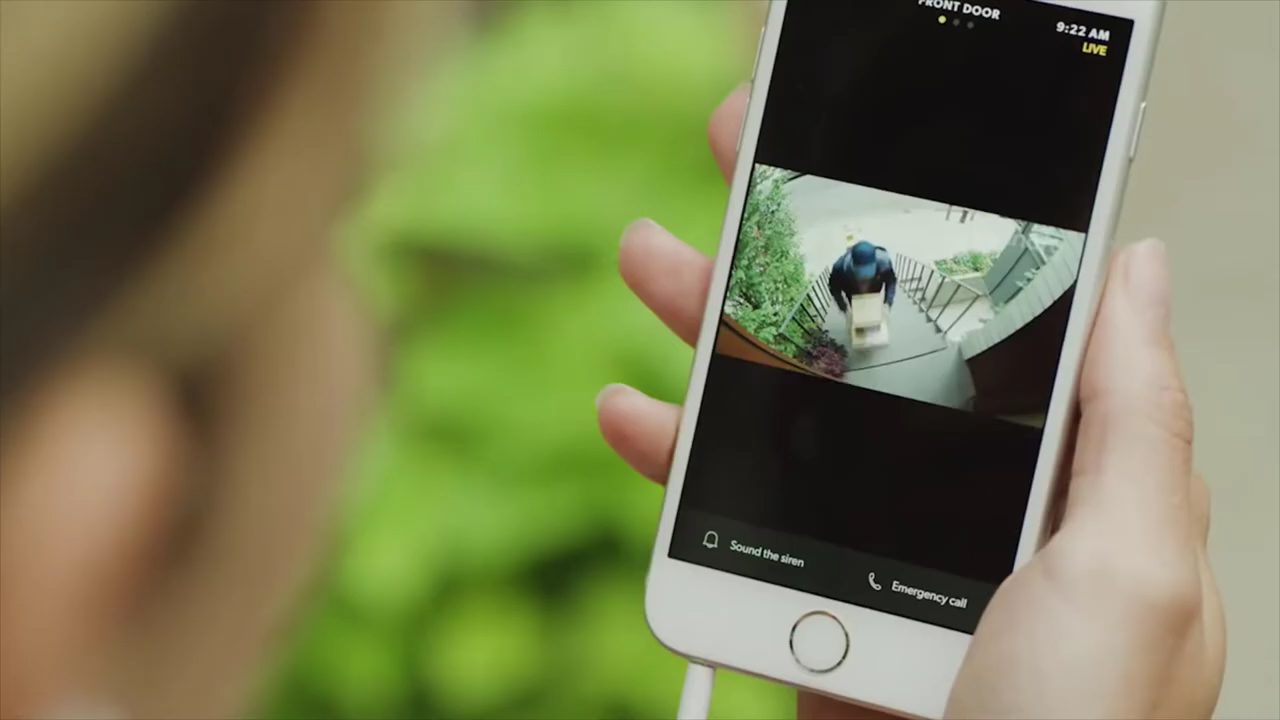 FRONT DOOR
9:22 AM
LIVE
Sound the siren
Emergency call